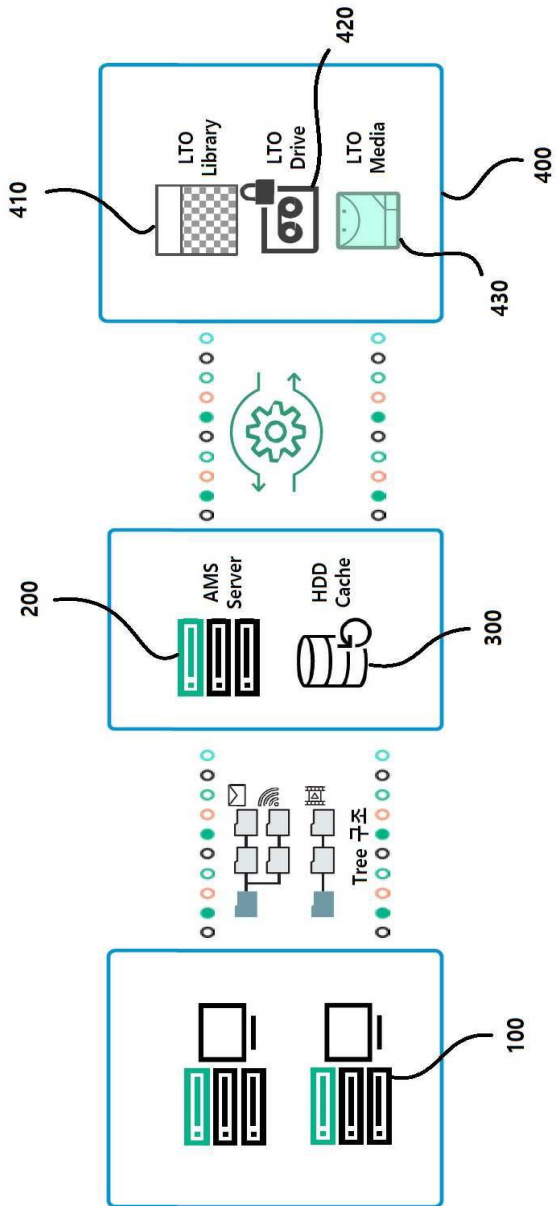 100
Tree 구조
200
AMS
Server
HDD
Cache
300
410
LTO
Library
LTO
Drive
420
LTO
Media
430
400